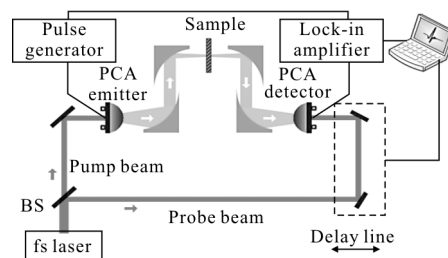 Pulse
generator
Sample
Lock-in
amplifier
PCA
emitter
PCA
detector
Pump beam
BS
Probe beam
fs laser
Delay line